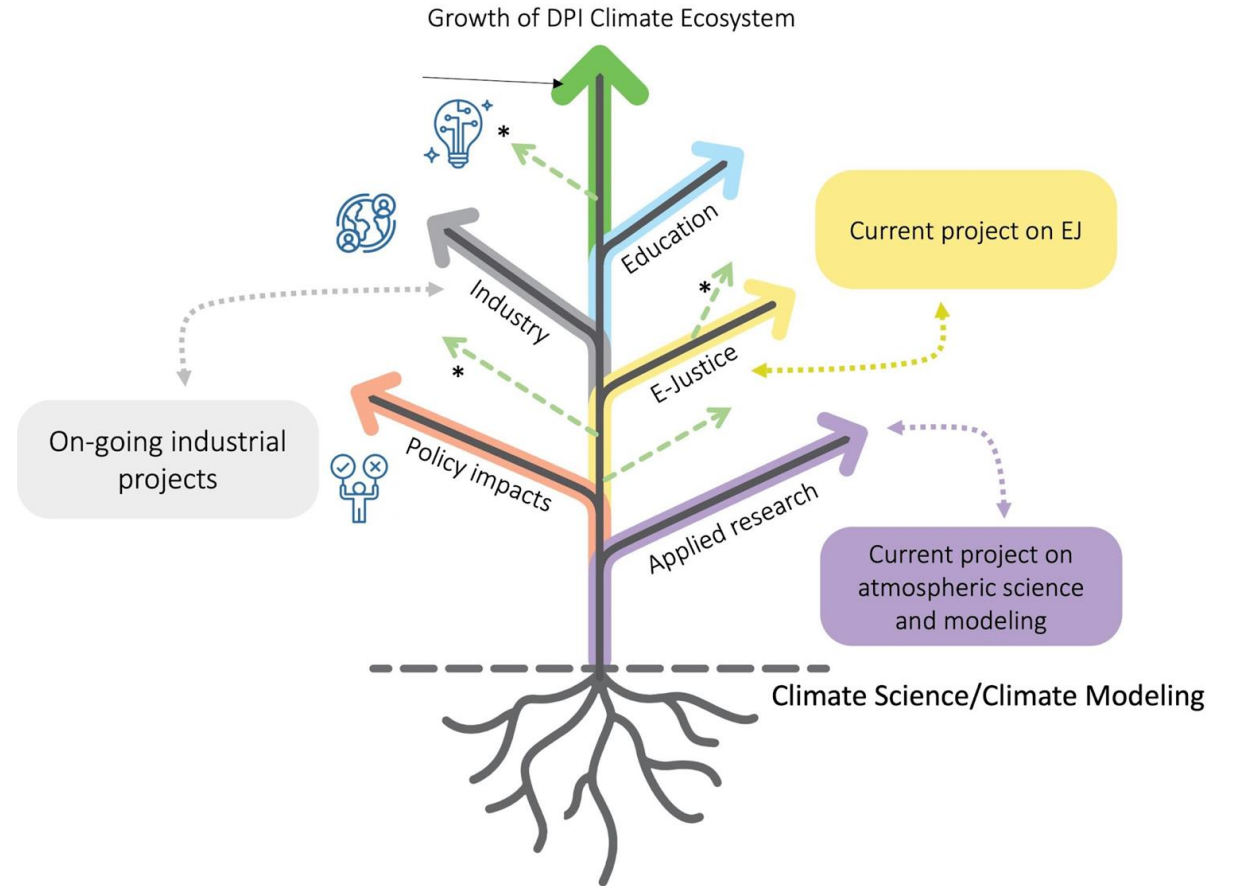 Growth of DPI Climate Ecosystem
*
Education
Current project on EJ
Industry
*
*
E-Justice
On-going industrial
projects
Policy impacts
Applied research
Current project on
atmospheric science
and modeling
Climate Science/Climate Modeling